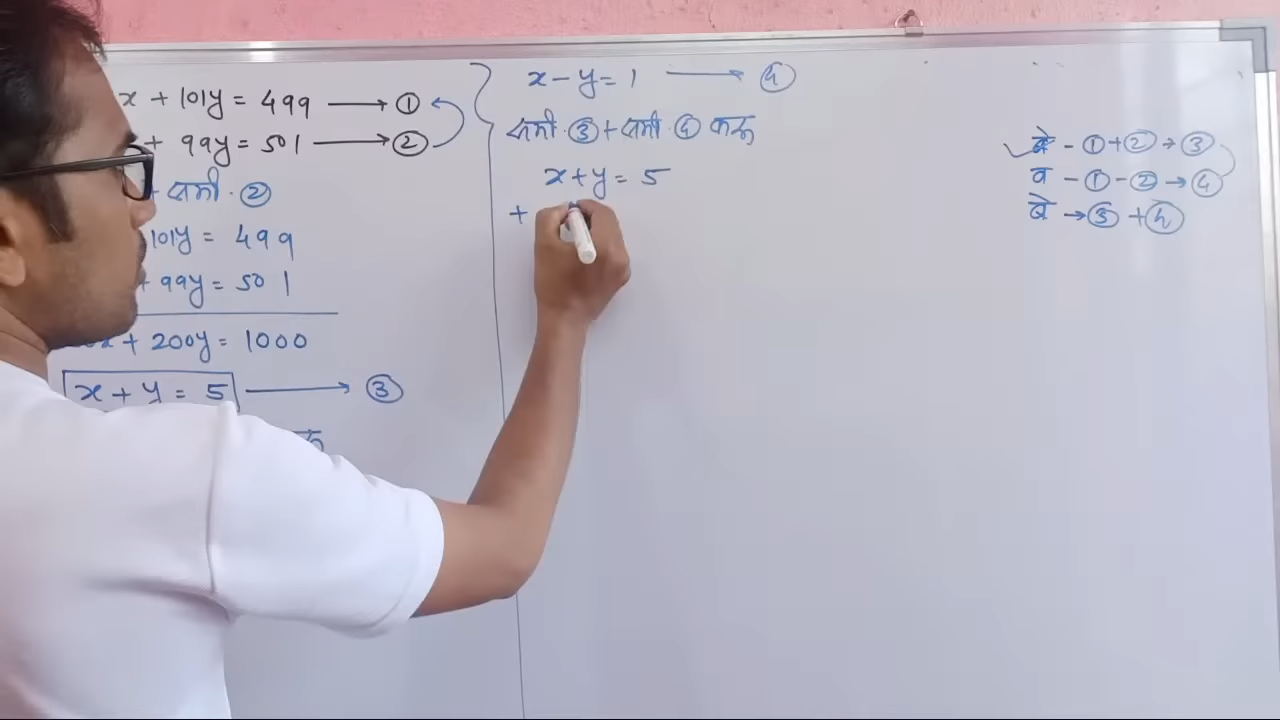 x + 101y = 499 ⟶ ①
+ 99y = 501 ⟶ ②
+ समी. ②
101y = 499
+ 99y = 501
x + 200y = 1000
x + y = 5 ⟶ ③
x - y = 1 ⟶ ④
समी. ③ + समी. ④ करू
x + y = 5
+
बे - ① + ② → ③
व - ① - ② → ④
बे → ③ + ④